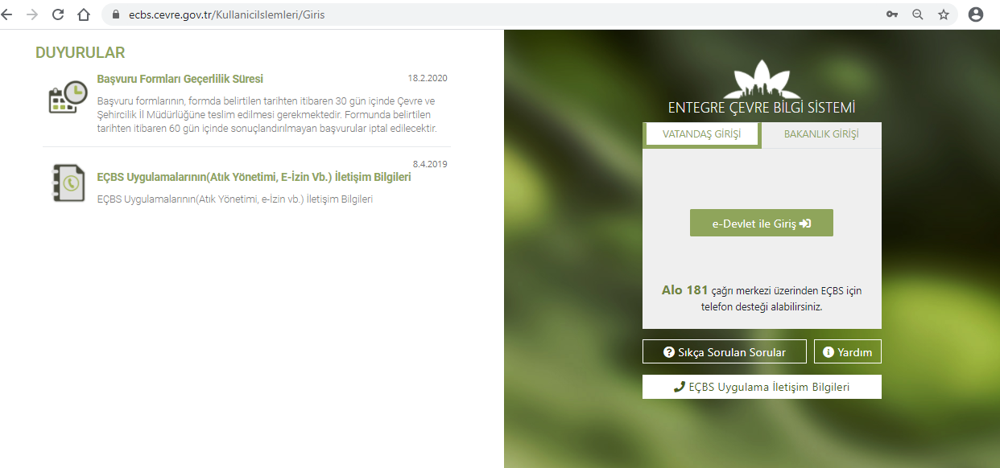 ecbs.cevre.gov.tr/KullaniciIslemleri/Giris
DUYURULAR
Başvuru Formları Geçerlilik Süresi
18.2.2020
Başvuru formlarının, formda belirtilen tarihten itibaren 30 gün içinde Çevre ve
Şehircilik İl Müdürlüğüne teslim edilmesi gerekmektedir. Formunda belirtilen
tarihten itibaren 60 gün içinde sonuçlandırılmayan başvurular iptal edilecektir.
8.4.2019
EÇBS Uygulamalarının(Atık Yönetimi, E-İzin Vb.) İletişim Bilgileri
EÇBS Uygulamalarının(Atık Yönetimi, e-İzin vb.) İletişim Bilgileri
ENTEGRE ÇEVRE BİLGİ SİSTEMİ
VATANDAŞ GİRİŞİ
BAKANLIK GİRİŞİ
e-Devlet ile Giriş
Alo 181 çağrı merkezi üzerinden EÇBS için
telefon desteği alabilirsiniz.
Sıkça Sorulan Sorular
Yardım
EÇBS Uygulama İletişim Bilgileri